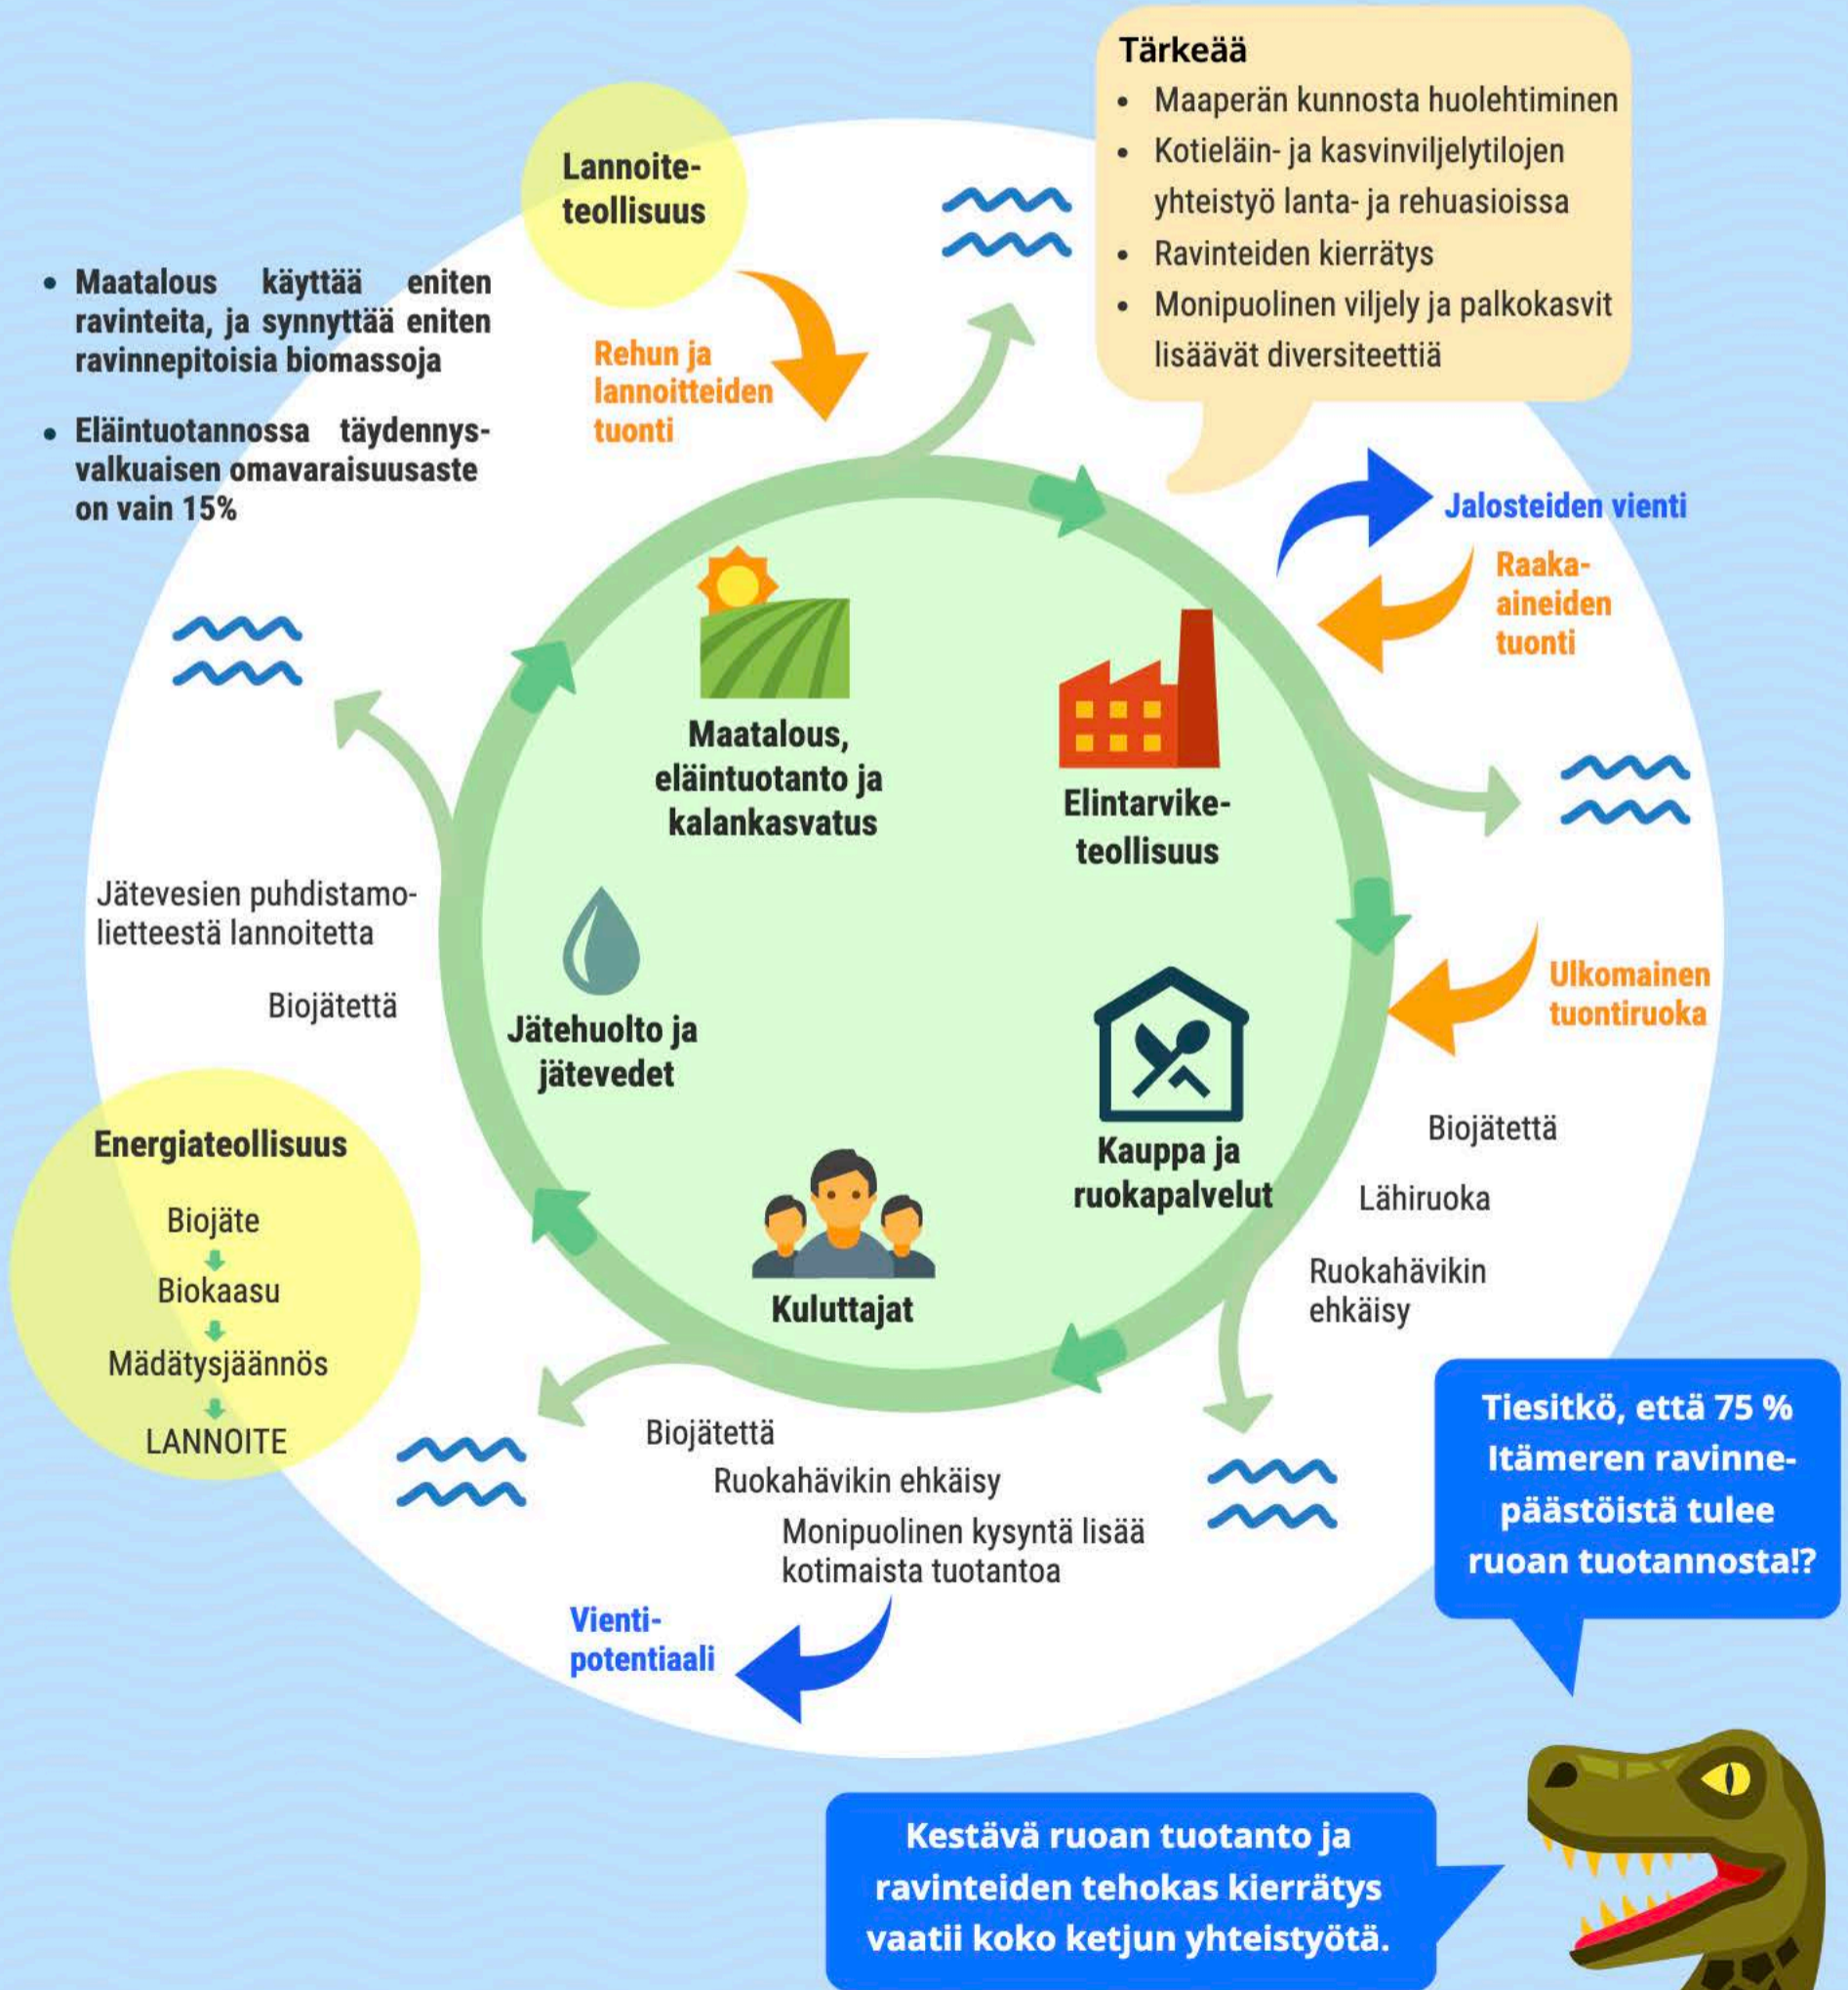 Tärkeää
• Maaperän kunnosta huolehtiminen
• Kotieläin- ja kasvinviljelytilojen
yhteistyö lanta- ja rehuasioissa
• Ravinteiden kierrätys
• Monipuolinen viljely ja palkokasvit
lisäävät diversiteettiä
Lannoite-
teollisuus
• Maatalous käyttää eniten
ravinteita, ja synnyttää eniten
ravinnepitoisia biomassoja
• Eläintuotannossa täydennys-
valkuaisen omavaraisuusaste
on vain 15%
Rehun ja
lannoitteiden
tuonti
Jalosteiden vienti
Raaka-
aineiden
tuonti
Maatalous,
eläintuotanto ja
kalankasvatus
Elintarvike-
teollisuus
Jätevesien puhdistamo-
lietteestä lannoitetta
Biojätettä
Jätehuolto ja
jätevedet
Ulkomainen
tuontiruoka
Kauppa ja
ruokapalvelut
Biojätettä
Lähiruoka
Ruokahävikin
ehkäisy
Energiateollisuus
Biojäte
Biokaasu
Mädätysjäännös
LANNOITE
Kuluttajat
Biojätettä
Ruokahävikin ehkäisy
Monipuolinen kysyntä lisää
kotimaista tuotantoa
Vienti-
potentiaali
Tiesitkö, että 75 %
Itämeren ravinne-
päästöistä tulee
ruoan tuotannosta!?
Kestävä ruoan tuotanto ja
ravinteiden tehokas kierrätys
vaatii koko ketjun yhteistyötä.